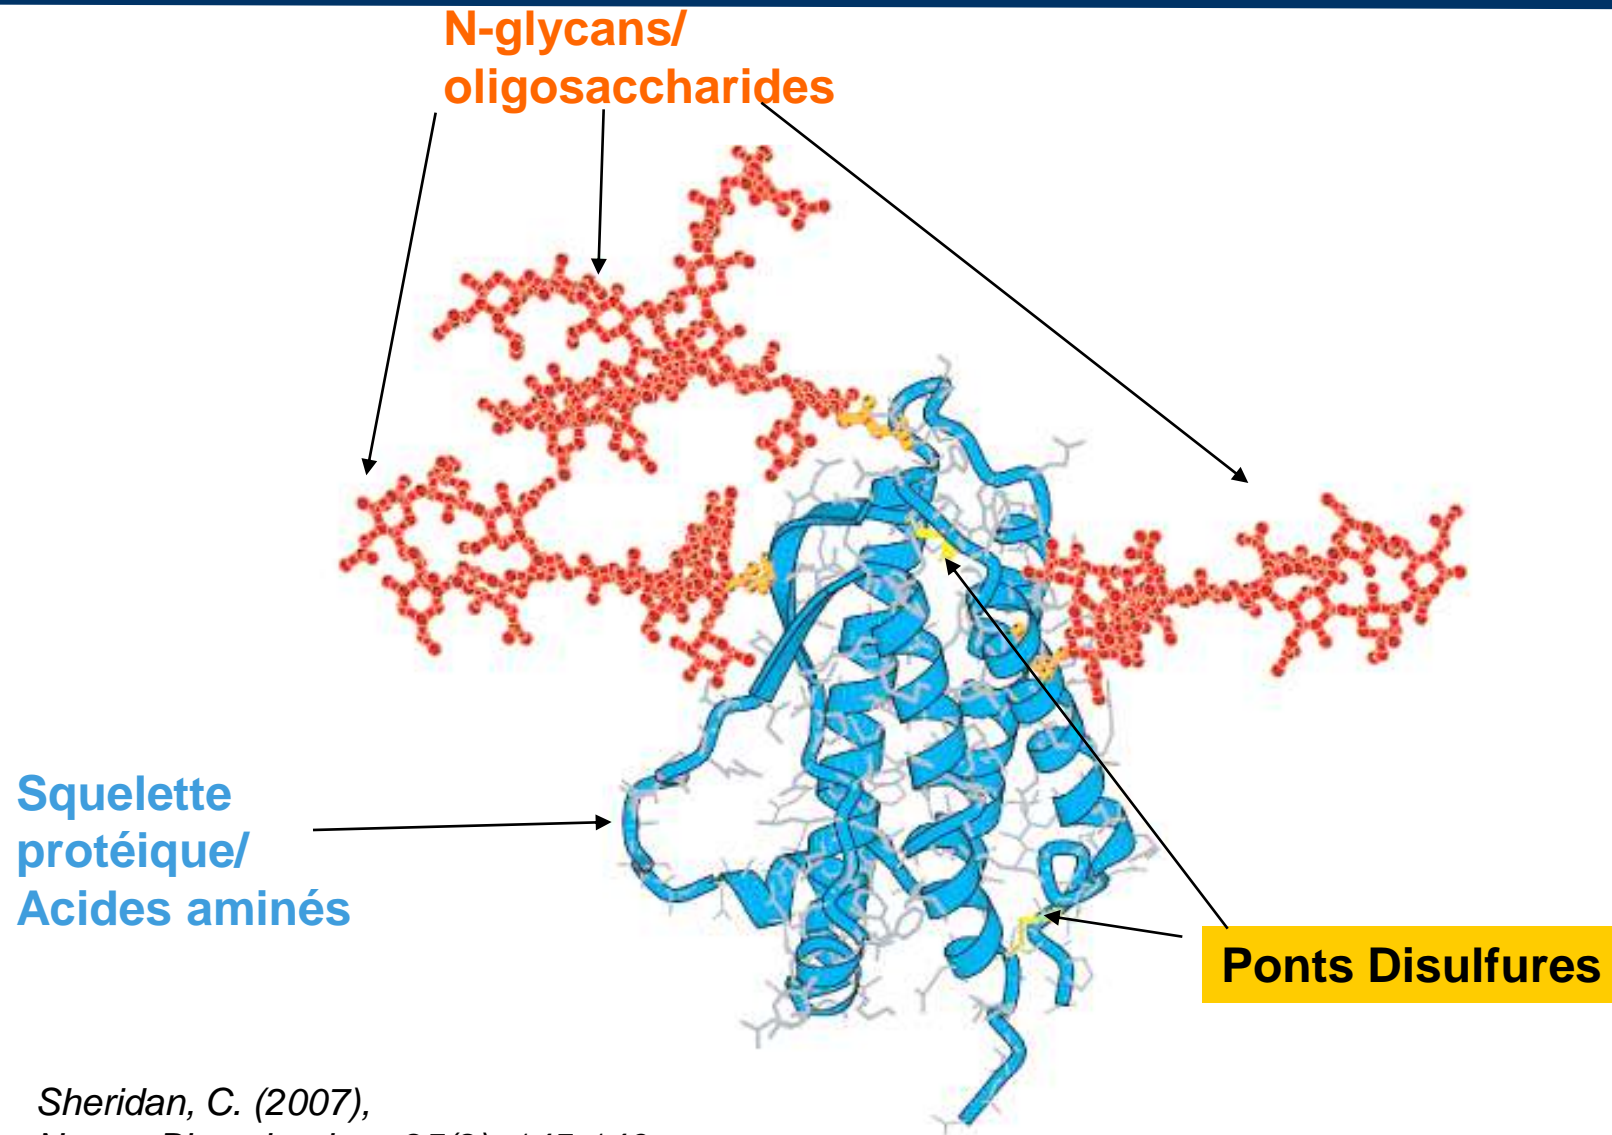 N-glycans/
oligosaccharides
Squelette
protéique/
Acides aminés
Ponts Disulfures
Sheridan, C. (2007),